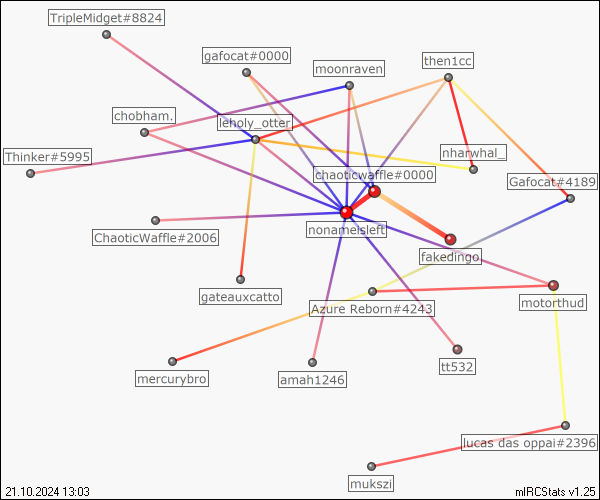 TripleMidget#8824
gafocat#0000
then1cc
moonraven
chobham.
leholy_otter
nharwhal_
Thinker#5995
chaoticwaffle#0000
Gafocat#4189
nonameisleft
ChaoticWaffle#2006
fakedingo.
gateauxcatto
Azure Reborn#4243
motorthud
tt532
mercurybro
amah1246
lucas das oppai#2396
mukszi
21.10.2024 13:03
mIRCStats v1.25